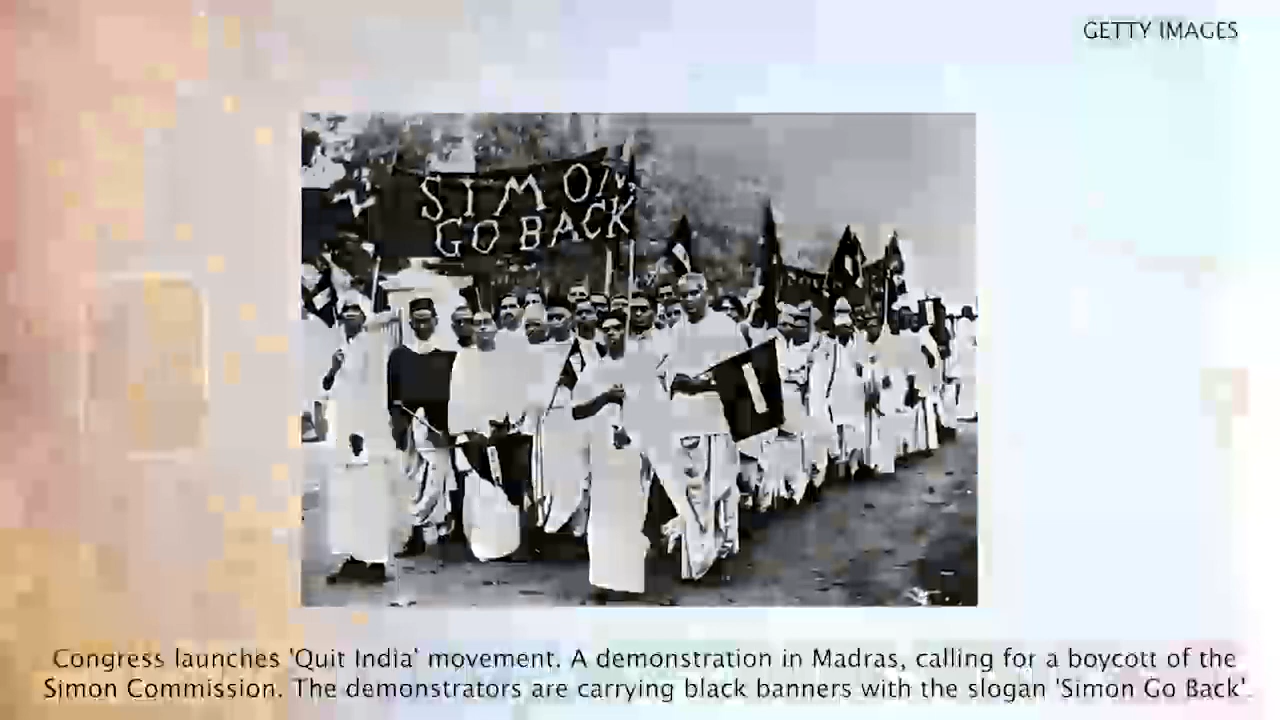 GETTY IMAGES
SIMON
GO BACK
Congress launches 'Quit India' movement. A demonstration in Madras, calling for a boycott of the
Simon Commission. The demonstrators are carrying black banners with the slogan 'Simon Go Back'.